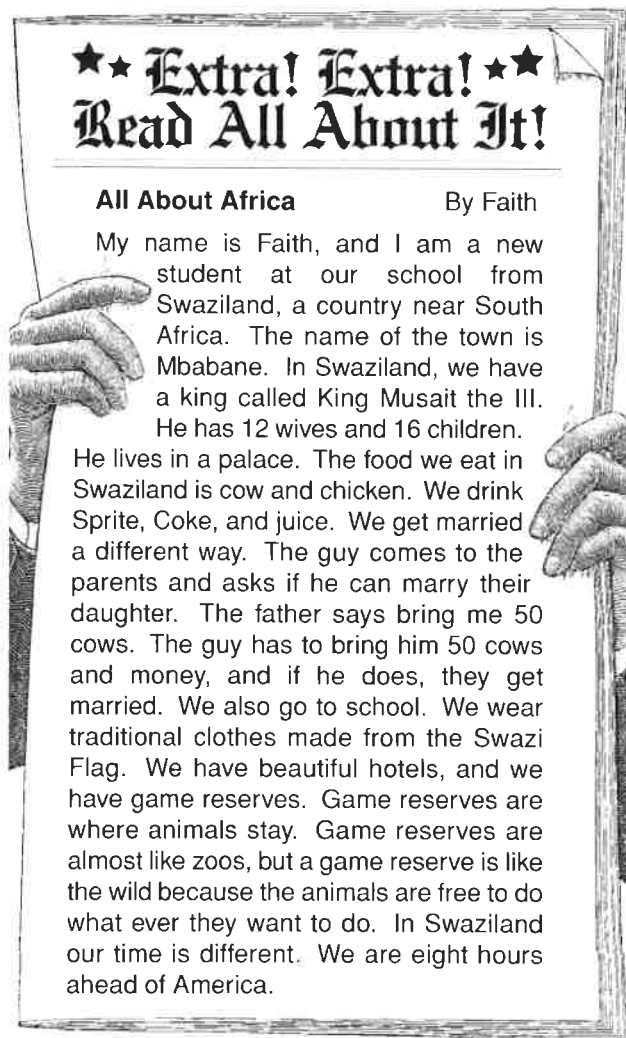 Extra! Extra!
Read All About It!
All About Africa By Faith
My name is Faith, and I am a new
student at our school from
Swaziland, a country near South
Africa. The name of the town is
Mbabane. In Swaziland, we have
a king called King Musait the III.
He has 12 wives and 16 children.
He lives in a palace. The food we eat in
Swaziland is cow and chicken. We drink
Sprite, Coke, and juice. We get married
a different way. The guy comes to the
parents and asks if he can marry their
daughter. The father says bring me 50
cows. The guy has to bring him 50 cows
and money, and if he does, they get
married. We also go to school. We wear
traditional clothes made from the Swazi
Flag. We have beautiful hotels, and we
have game reserves. Game reserves are
where animals stay. Game reserves are
almost like zoos, but a game reserve is like
the wild because the animals are free to do
what ever they want to do. In Swaziland
our time is different. We are eight hours
ahead of America.